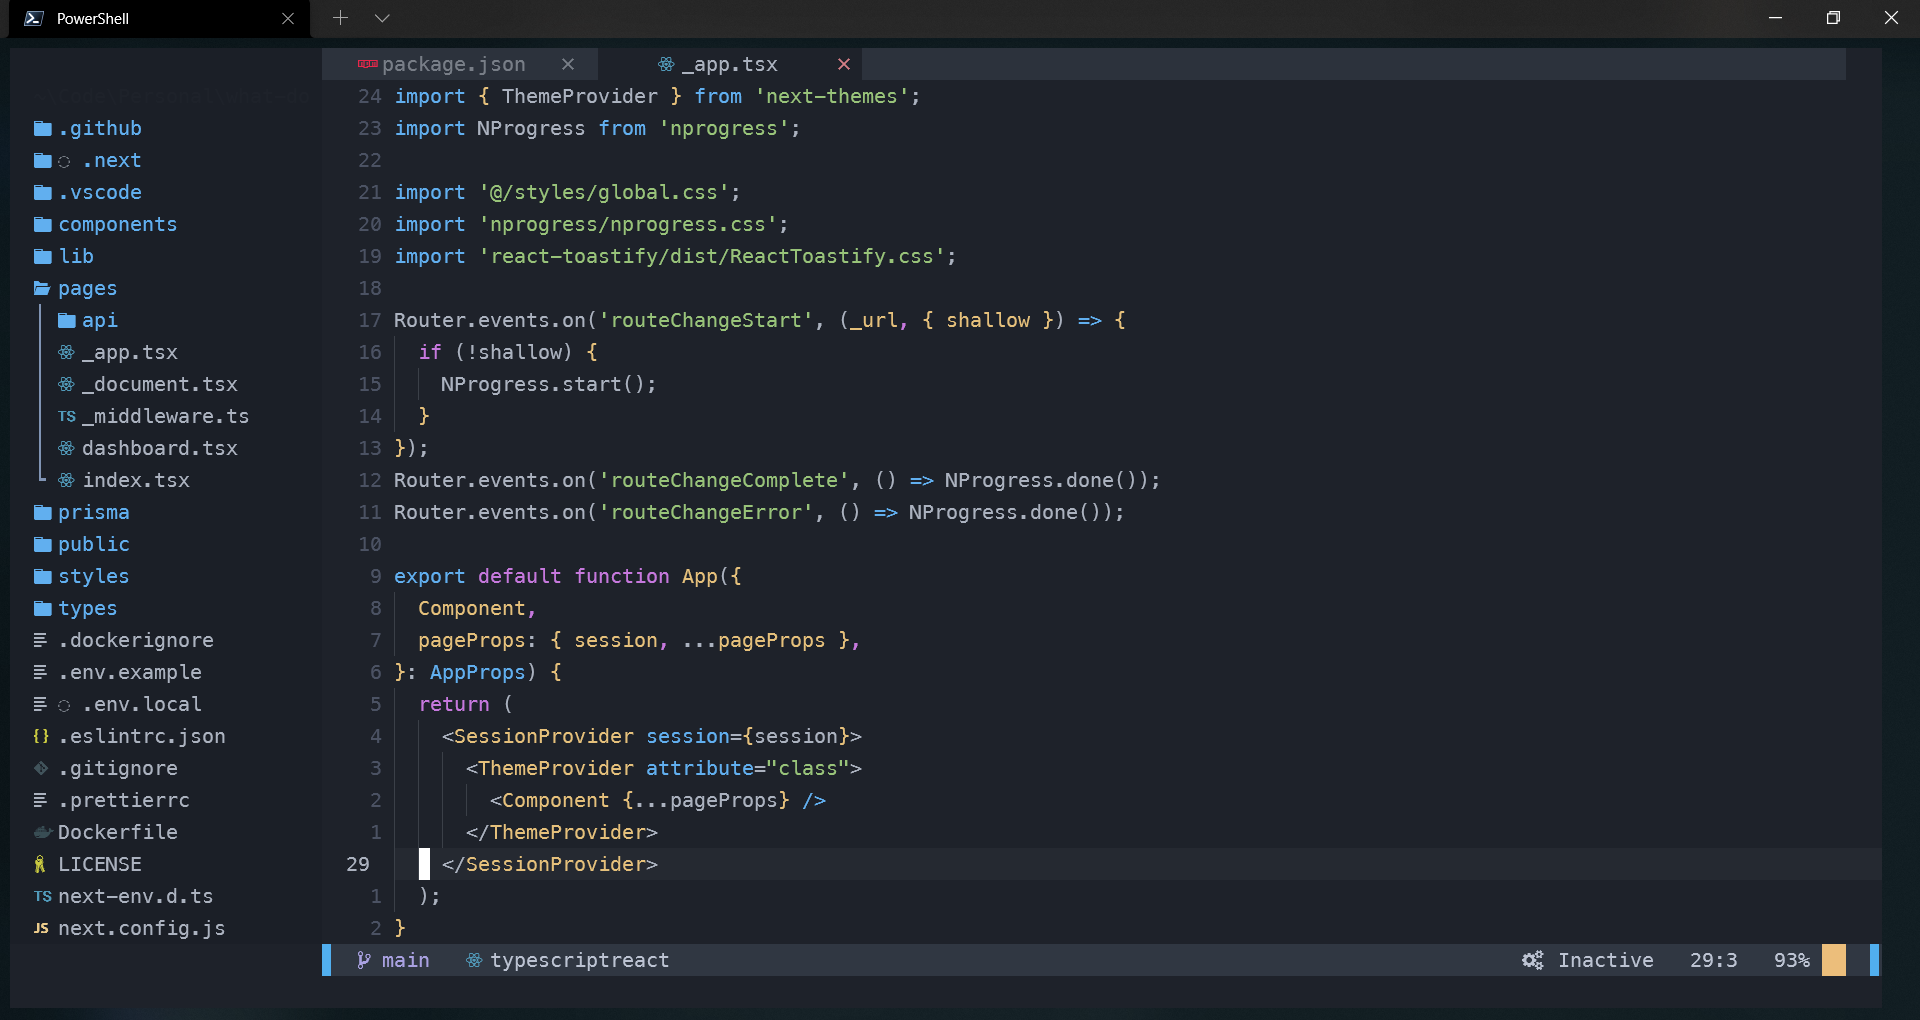 PowerShell
package.json
_app.tsx
.github
.next
.vscode
components
lib
pages
api
_app.tsx
_document.tsx
TS _middleware.ts
dashboard.tsx
index.tsx
prisma
public
styles
types
.dockerignore
.env.example
.env.local
{} .eslintrc.json
.gitignore
.prettierrc
Dockerfile
LICENSE
TS next-env.d.ts
JS next.config.js
24 import { ThemeProvider } from 'next-themes';
23 import NProgress from 'nprogress';
22
21 import '@/styles/global.css';
20 import 'nprogress/nprogress.css';
19 import 'react-toastify/dist/ReactToastify.css';
18
17 Router.events.on('routeChangeStart', (_url, { shallow }) => {
16   if (!shallow) {
15     NProgress.start();
14   }
13 });
12 Router.events.on('routeChangeComplete', () => NProgress.done());
11 Router.events.on('routeChangeError', () => NProgress.done());
10
9 export default function App({
8   Component,
7   pageProps: { session, ...pageProps },
6 }: AppProps) {
5   return (
4     <SessionProvider session={session}>
3       <ThemeProvider attribute="class">
2         <Component {...pageProps} />
1       </ThemeProvider>
29     </SessionProvider>
1   );
2 }
main typescriptreact Inactive 29:3 93%